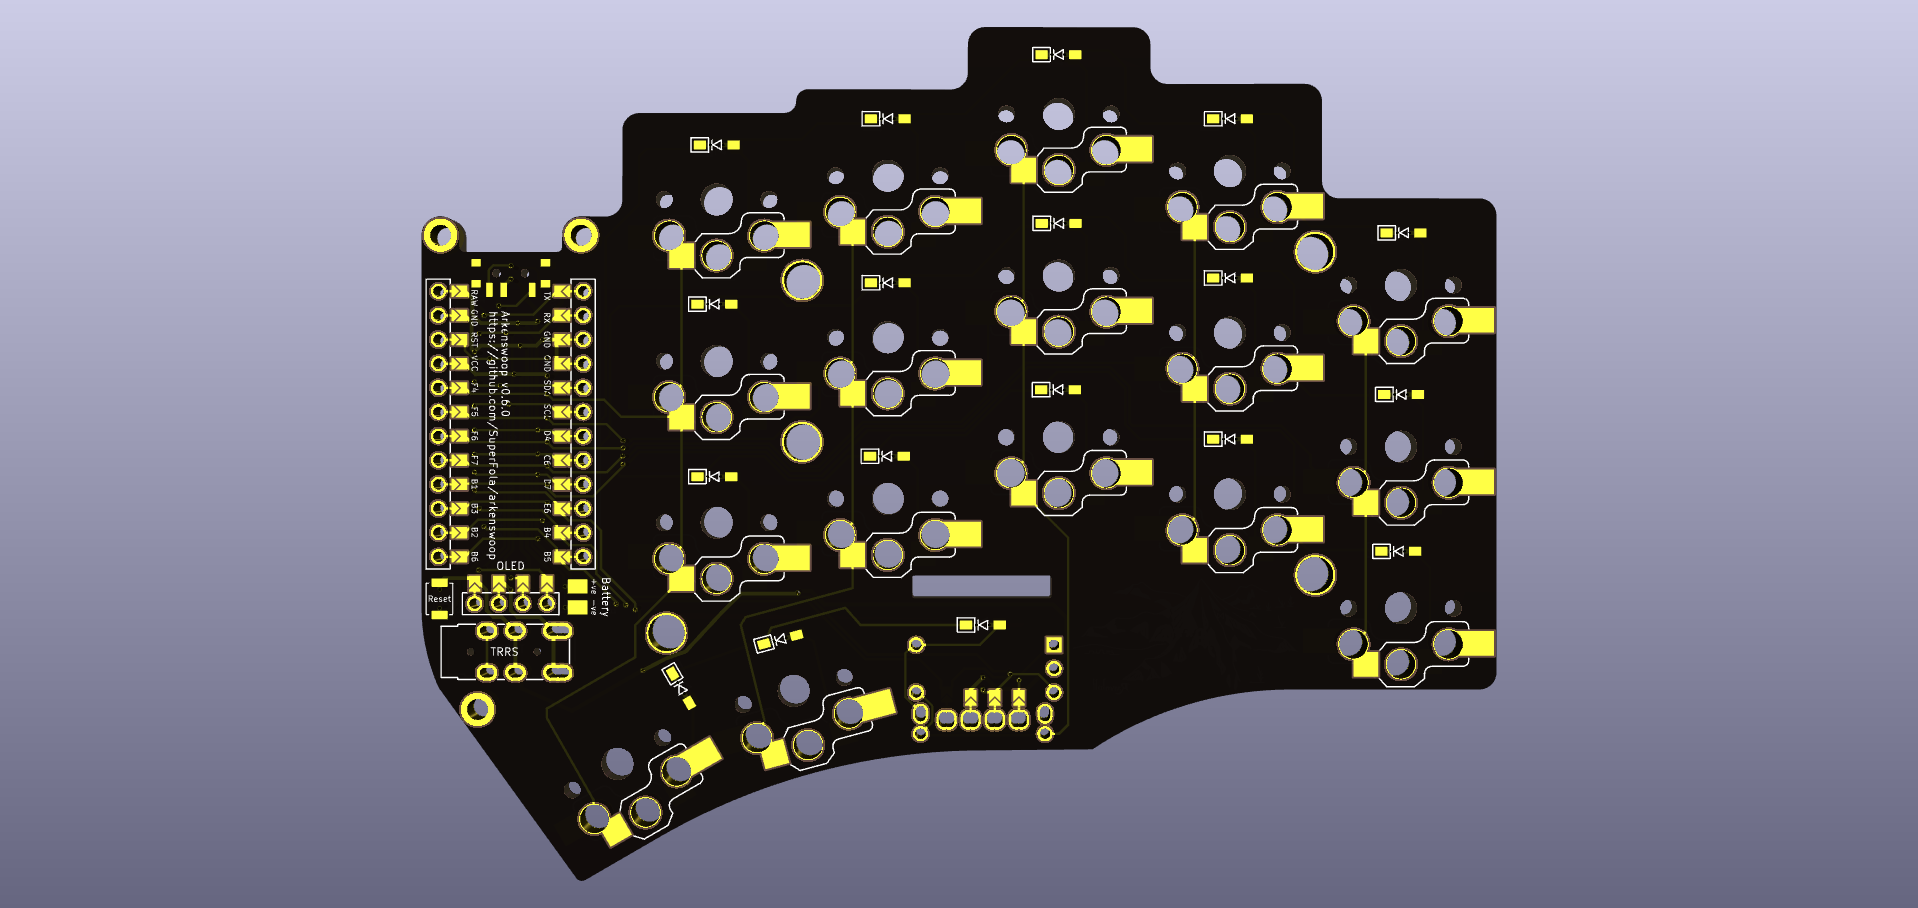 RAW
GND
RST
VCC
F4
F5
F6
F7
B1
B3
B2
B6
Arkenswoop v0.6.0
https://github.com/SuperFola/arkenswoop
TX
RX
GND
GND
SDA
SCL
D4
C6
D7
E6
B4
B5
OLED
Reset
Battery
+ve -ve
TRRS